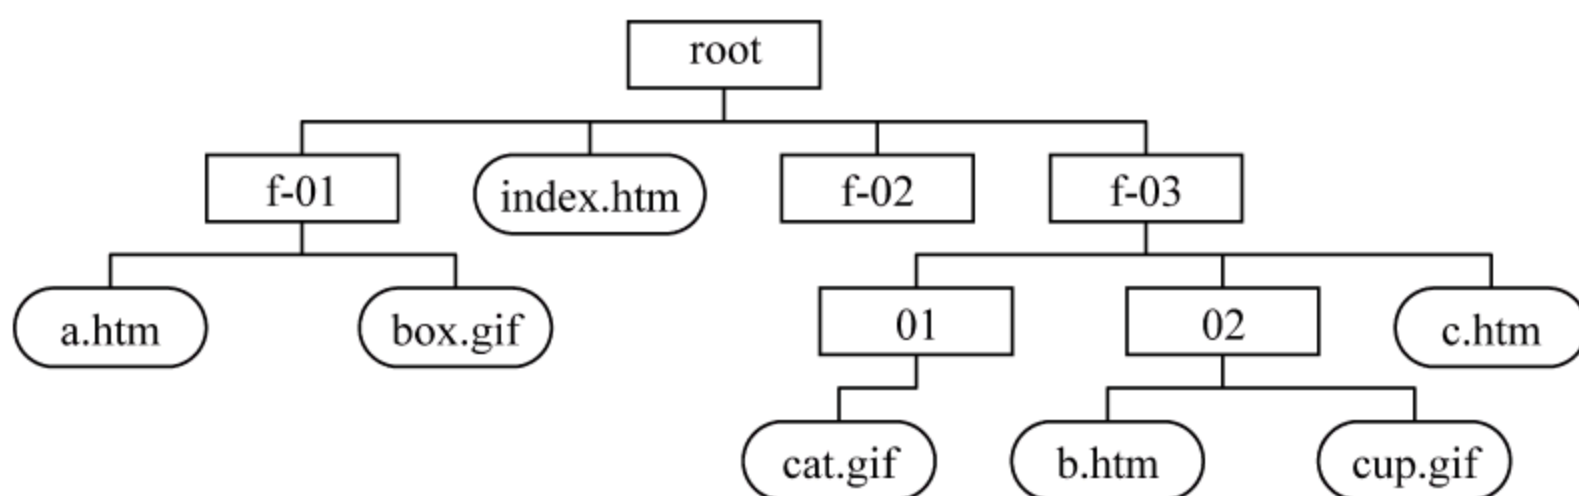 root
f-01
index.htm
f-02
f-03
a.htm
box.gif
01
02
c.htm
cat.gif
b.htm
cup.gif